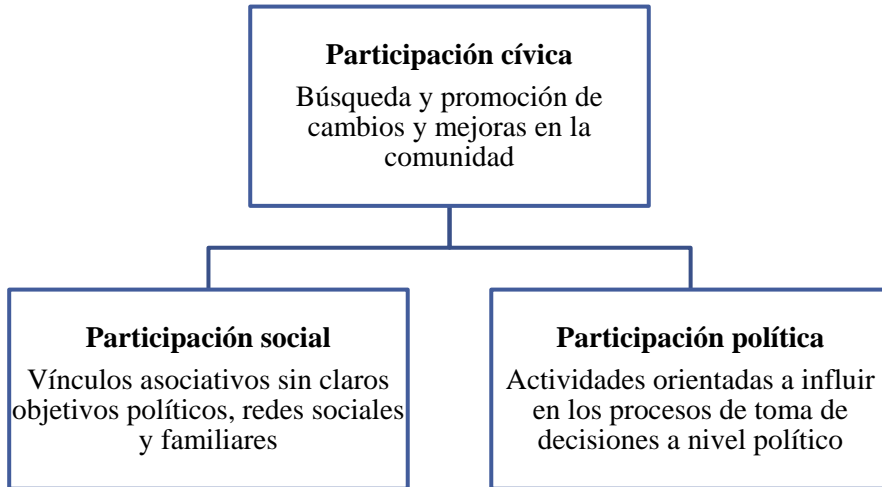 Participación cívica
Búsqueda y promoción de
cambios y mejoras en la
comunidad
Participación social
Vínculos asociativos sin claros
objetivos políticos, redes sociales
y familiares
Participación política
Actividades orientadas a influir
en los procesos de toma de
decisiones a nivel político